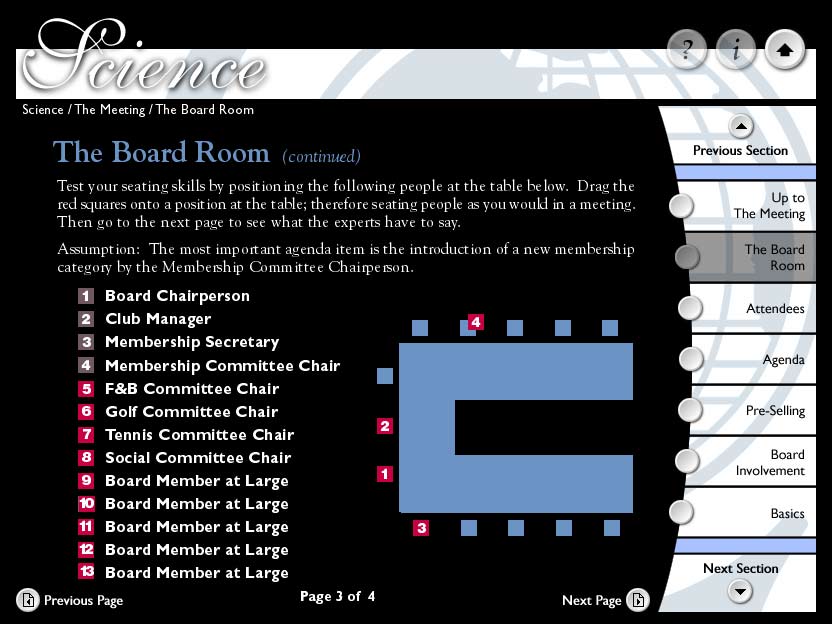 Science
? i
Science / The Meeting / The Board Room
The Board Room (continued)
Test your seating skills by positioning the following people at the table below. Drag the
red squares onto a position at the table; therefore seating people as you would in a meeting.
Then go to the next page to see what the experts have to say.
Assumption: The most important agenda item is the introduction of a new membership
category by the Membership Committee Chairperson.
1 Board Chairperson
2 Club Manager
3 Membership Secretary
4 Membership Committee Chair
5 F&B Committee Chair
6 Golf Committee Chair
7 Tennis Committee Chair
8 Social Committee Chair
9 Board Member at Large
10 Board Member at Large
11 Board Member at Large
12 Board Member at Large
13 Board Member at Large
4
2
1
3
Previous Section
Up to
The Meeting
The Board
Room
Attendees
Agenda
Pre-Selling
Board
Involvement
Basics
Next Section
Previous Page
Page 3 of 4
Next Page